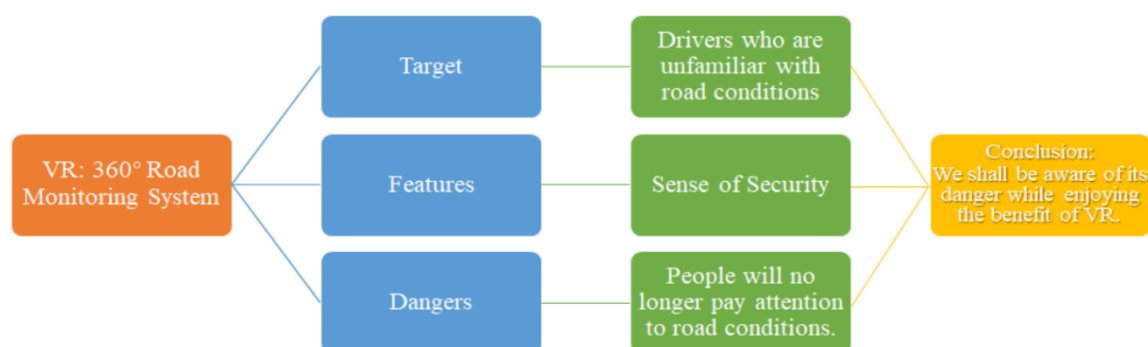 VR: 360° Road
Monitoring System
Target
Features
Dangers
Drivers who are
unfamiliar with
road conditions
Sense of Security
People will no
longer pay attention
to road conditions.
Conclusion:
We shall be aware of its
danger while enjoying
the benefit of VR.